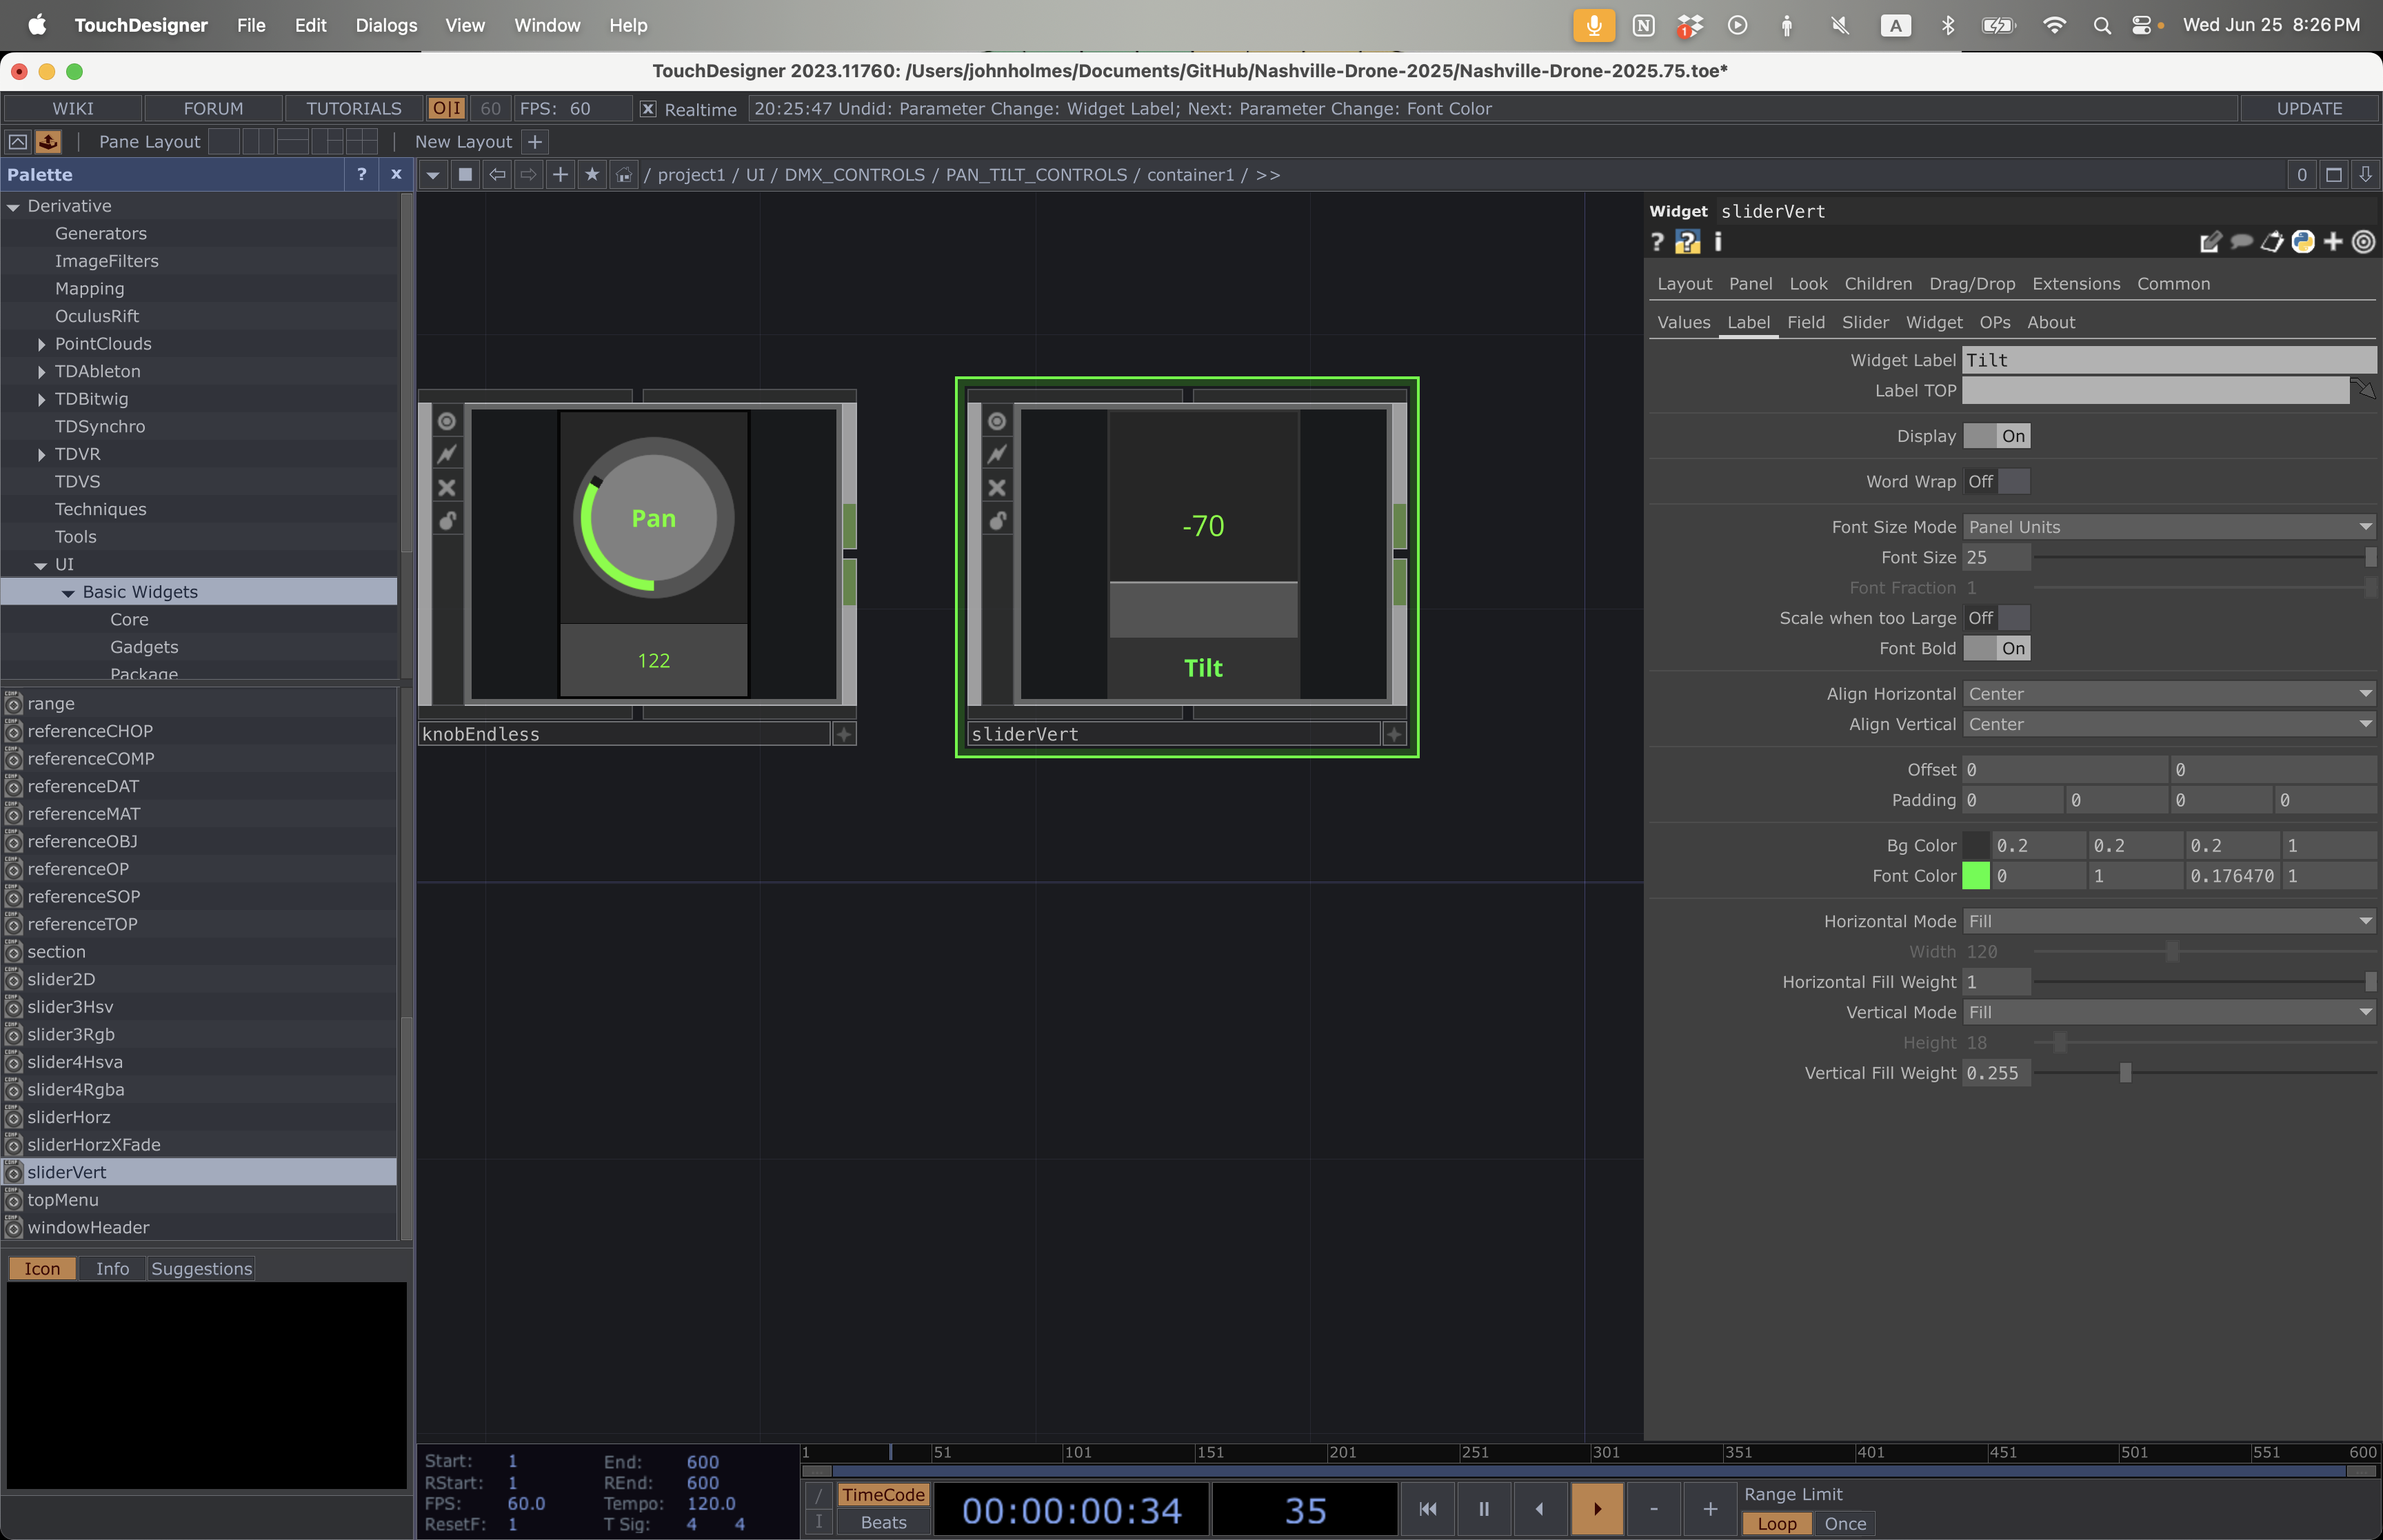 TouchDesigner File Edit Dialogs View Window Help
1 A Wed Jun 25 8:26 PM
TouchDesigner 2023.11760: /Users/johnholmes/Documents/GitHub/Nashville-Drone-2025/Nashville-Drone-2025.75.toe*
WIKI FORUM TUTORIALS O|I 60 FPS: 60 Realtime 20:25:47 Undid: Parameter Change: Widget Label; Next: Parameter Change: Font Color UPDATE
Pane Layout New Layout +
Palette ? x
/ project1 / UI / DMX_CONTROLS / PAN_TILT_CONTROLS / container1 / >> 0
Derivative
Generators
ImageFilters
Mapping
OculusRift
PointClouds
TDAbleton
TDBitwig
TDSynchro
TDVR
TDVS
Techniques
Tools
UI
Basic Widgets
Core
Gadgets
Package
range
referenceCHOP
referenceCOMP
referenceDAT
referenceMAT
referenceOBJ
referenceOP
referenceSOP
referenceTOP
section
slider2D
slider3Hsv
slider3Rgb
slider4Hsva
slider4Rgba
sliderHorz
sliderHorzXFade
sliderVert
topMenu
windowHeader
Icon Info Suggestions
Pan
122
knobEndless
-70
Tilt
sliderVert
Widget sliderVert
? ? i
Layout Panel Look Children Drag/Drop Extensions Common
Values Label Field Slider Widget OPs About
Widget Label Tilt
Label TOP
Display On
Word Wrap Off
Font Size Mode Panel Units
Font Size 25
Font Fraction 1
Scale when too Large Off
Font Bold On
Align Horizontal Center
Align Vertical Center
Offset 0 0
Padding 0 0 0 0
Bg Color 0.2 0.2 0.2 1
Font Color 0 1 0.176470 1
Horizontal Mode Fill
Width 120
Horizontal Fill Weight 1
Vertical Mode Fill
Height 18
Vertical Fill Weight 0.255
Start: 1 End: 600
RStart: 1 REnd: 600
FPS: 60.0 Tempo: 120.0
ResetF: 1 T Sig: 4 4
1 51 101 151 201 251 301 351 401 451 501 551 600
/ TimeCode
I Beats
00:00:00:34 35
- +
Range Limit
Loop Once